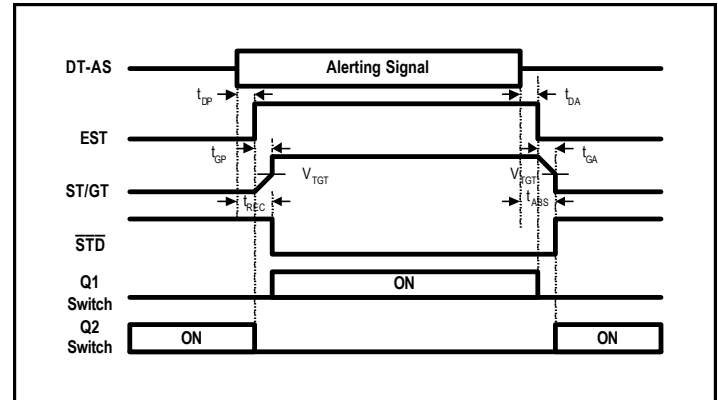 DT-AS
Alerting Signal
tDP
tDA
EST
tGP
tGA
VTGT
VTGT
ST/GT
tREC
tABS
STD
Q1
Switch
ON
Q2
Switch
ON
ON